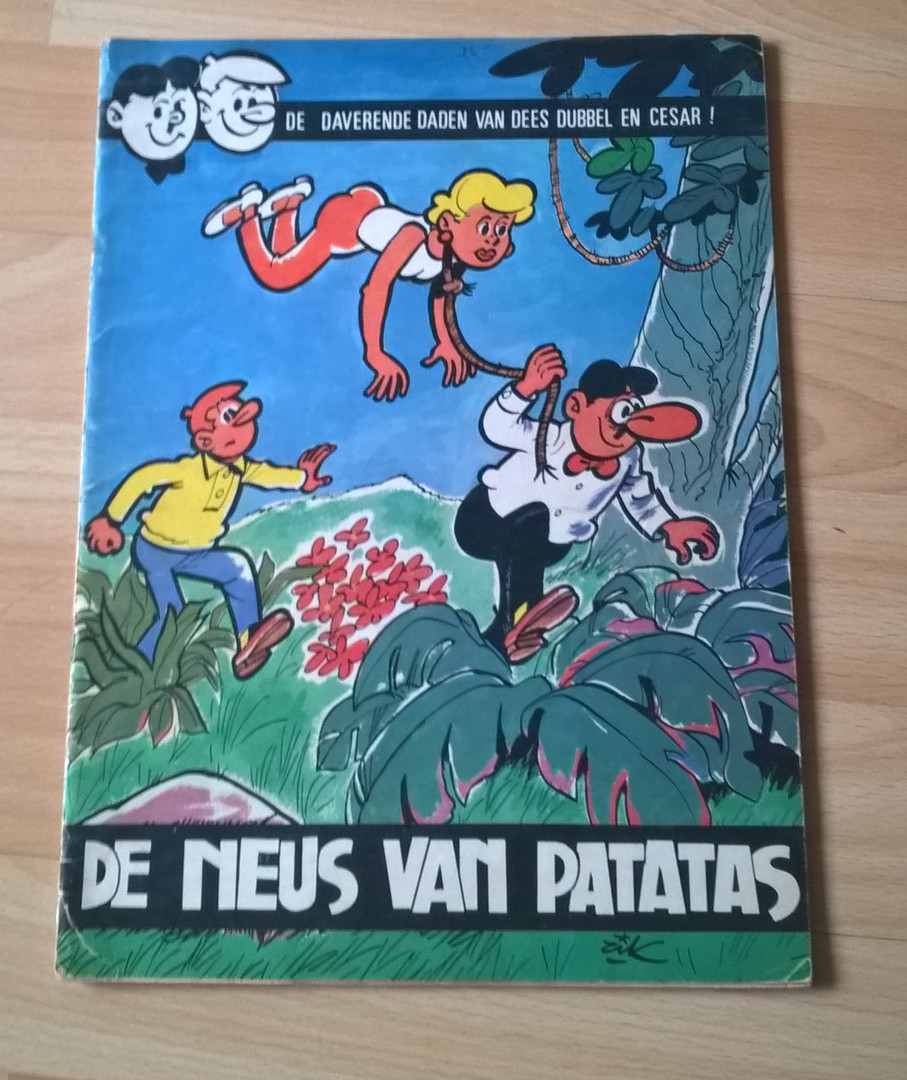 DE DAVERENDE DADEN VAN DEES DUBBEL EN CESAR !
DE NEUS VAN PATATAS